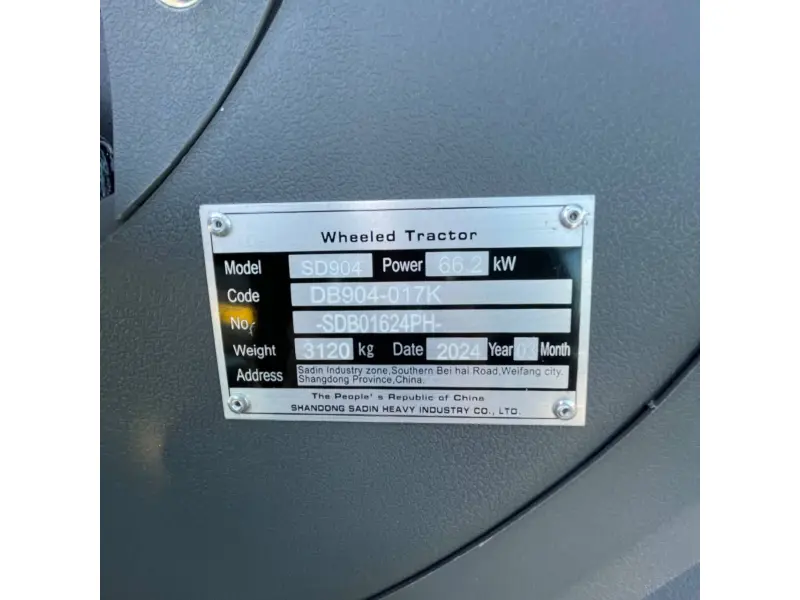 Wheeled Tractor
Model SD904 Power 66.2 kW
Code DB904-017K
No. -SDB01624PH-
Weight 3120 kg Date 2024 Year 03 Month
Address Sadin Industry zone,Southern Bei hai Road,Weifang city,
Shangdong Province,China.
The People's Republic of China
SHANDONG SADIN HEAVY INDUSTRY CO., LTD.